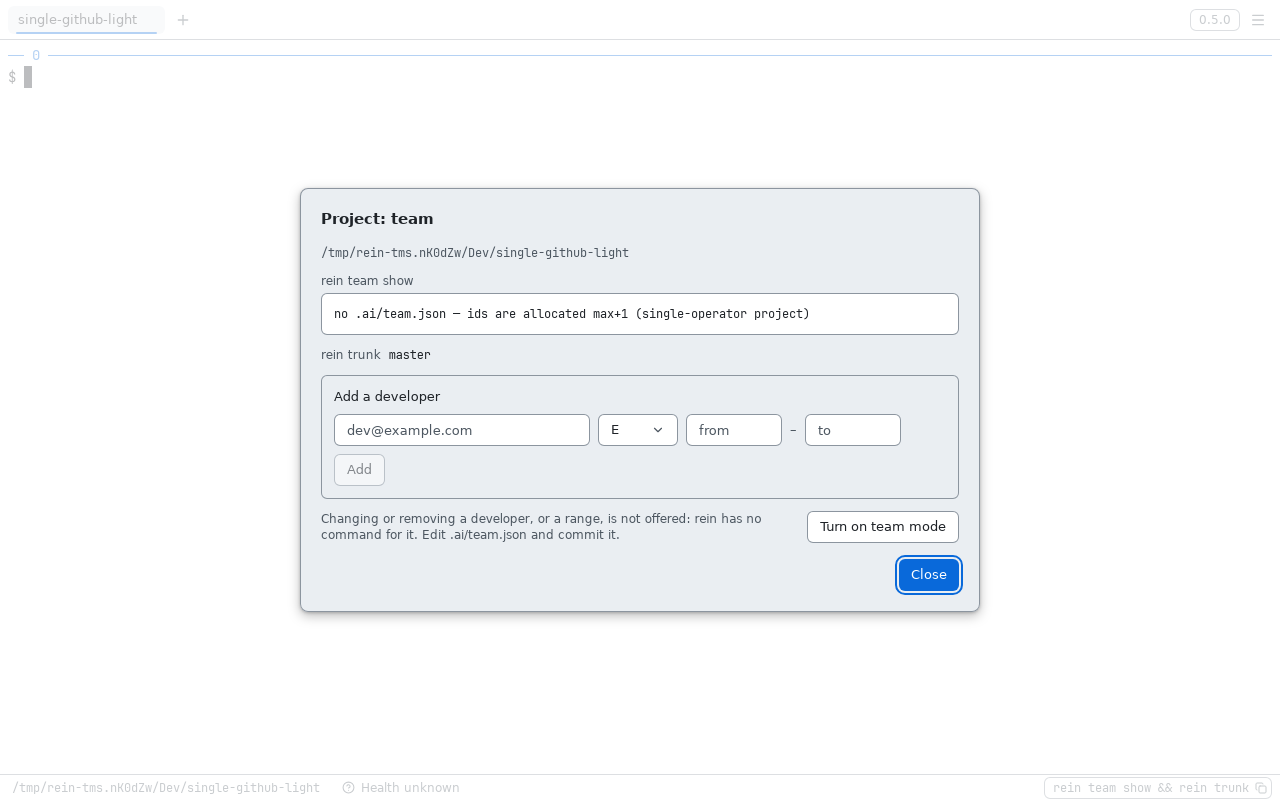 single-github-light
0.5.0
0
$
Project: team
/tmp/rein-tms.nK0dZw/Dev/single-github-light
rein team show
no .ai/team.json — ids are allocated max+1 (single-operator project)
rein trunk master
Add a developer
dev@example.com E from – to
Add
Changing or removing a developer, or a range, is not offered: rein has no
command for it. Edit .ai/team.json and commit it.
Turn on team mode
Close
/tmp/rein-tms.nK0dZw/Dev/single-github-light Health unknown rein team show && rein trunk